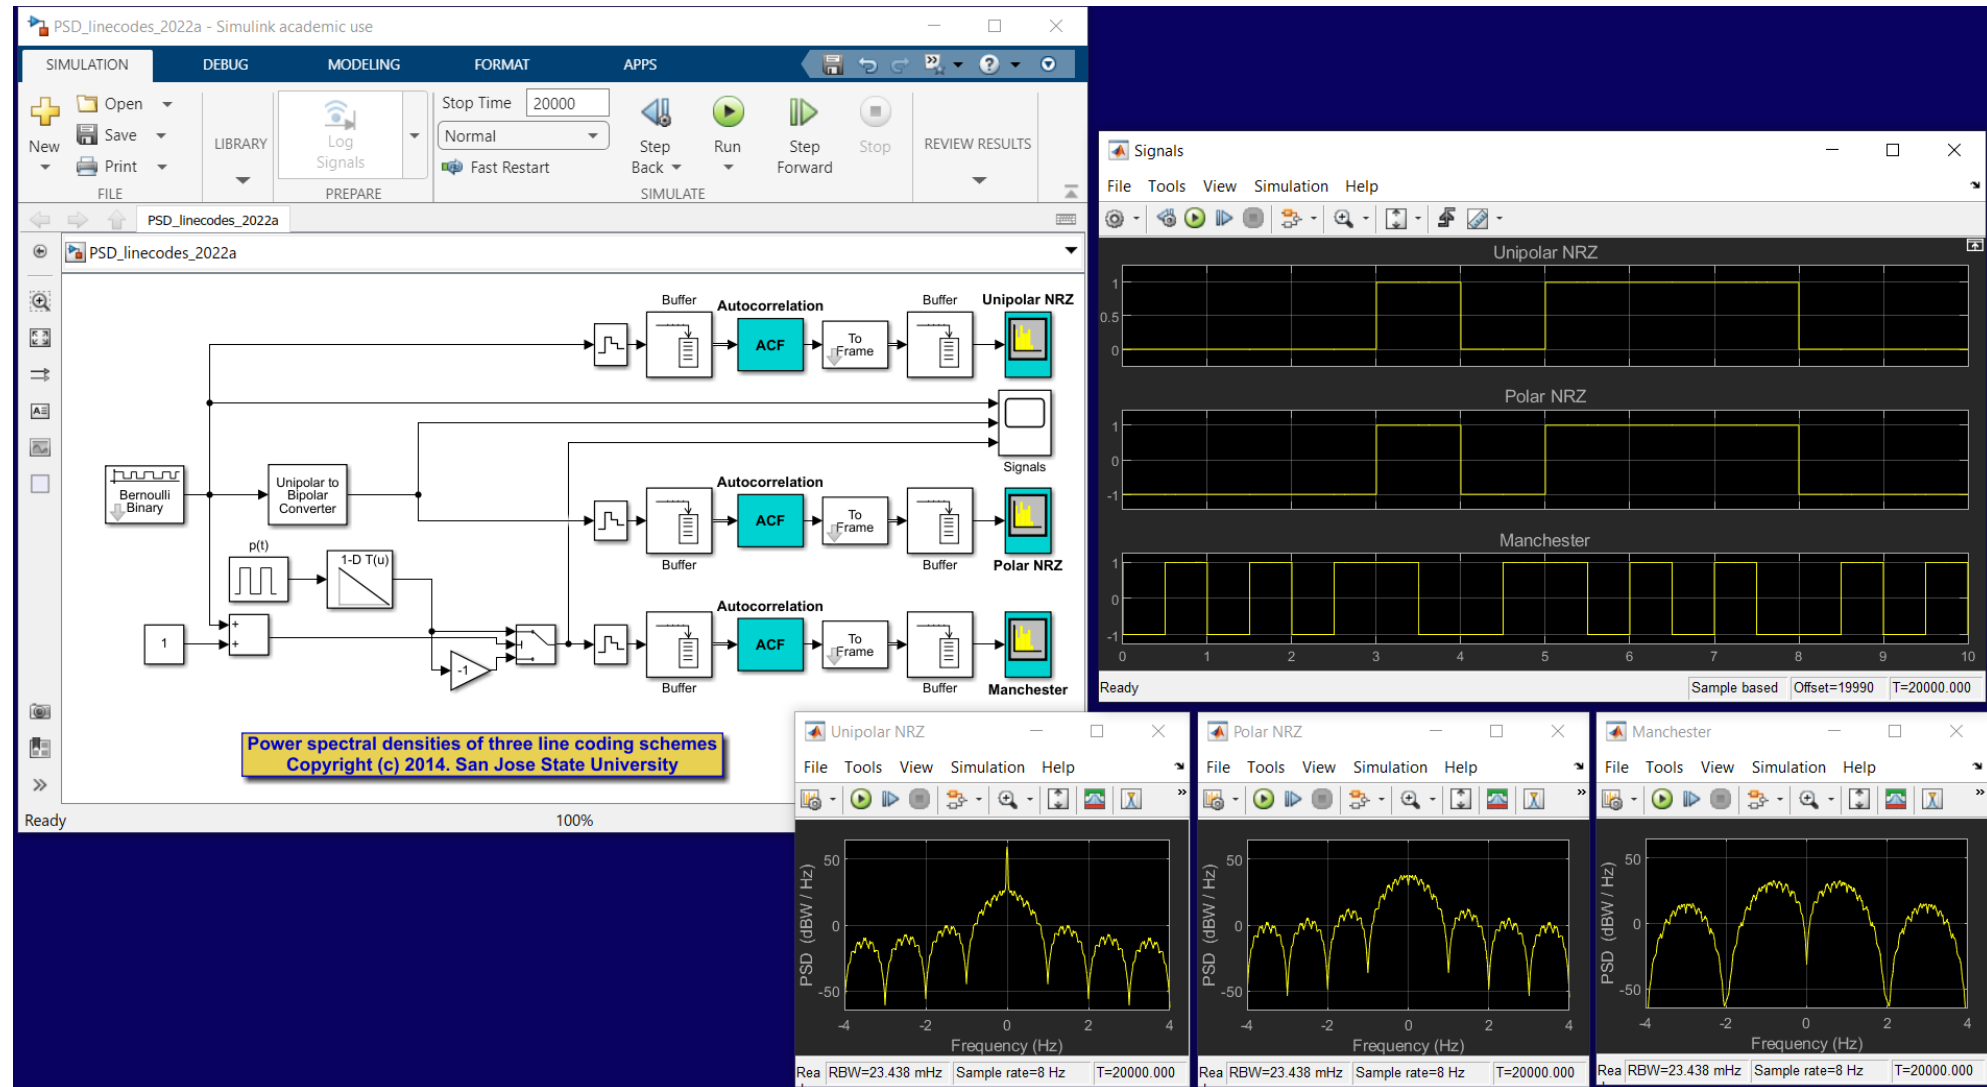 PSD_linecodes_2022a - Simulink academic use
SIMULATION
DEBUG
MODELING
FORMAT
APPS
New
Open
Save
Print
FILE
LIBRARY
Log
Signals
PREPARE
Stop Time 20000
Normal
Fast Restart
Step
Back
Run
Step
Forward
Stop
SIMULATE
REVIEW RESULTS
PSD_linecodes_2022a
PSD_linecodes_2022a
Buffer
Autocorrelation
ACF
To
Frame
Buffer
Unipolar NRZ
Signals
Bernoulli
Binary
Unipolar to
Bipolar
Converter
Autocorrelation
ACF
To
Frame
Buffer
Buffer
Polar NRZ
p(t)
1-D T(u)
1
+
+
-1
Autocorrelation
ACF
To
Frame
Buffer
Buffer
Manchester
Power spectral densities of three line coding schemes
Copyright (c) 2014. San Jose State University
Ready
100%
Signals
File Tools View Simulation Help
Unipolar NRZ
1
0.5
0
Polar NRZ
1
0
-1
Manchester
1
0
-1
0 1 2 3 4 5 6 7 8 9 10
Ready
Sample based
Offset=19990
T=20000.000
Unipolar NRZ
File Tools View Simulation Help
PSD (dBW / Hz)
50
0
-50
-4 -2 0 2 4
Frequency (Hz)
Rea
RBW=23.438 mHz
Sample rate=8 Hz
T=20000.000
Polar NRZ
File Tools View Simulation Help
PSD (dBW / Hz)
50
0
-50
-4 -2 0 2 4
Frequency (Hz)
Rea
RBW=23.438 mHz
Sample rate=8 Hz
T=20000.000
Manchester
File Tools View Simulation Help
PSD (dBW / Hz)
50
0
-50
-4 -2 0 2 4
Frequency (Hz)
Rea
RBW=23.438 mHz
Sample rate=8 Hz
T=20000.000